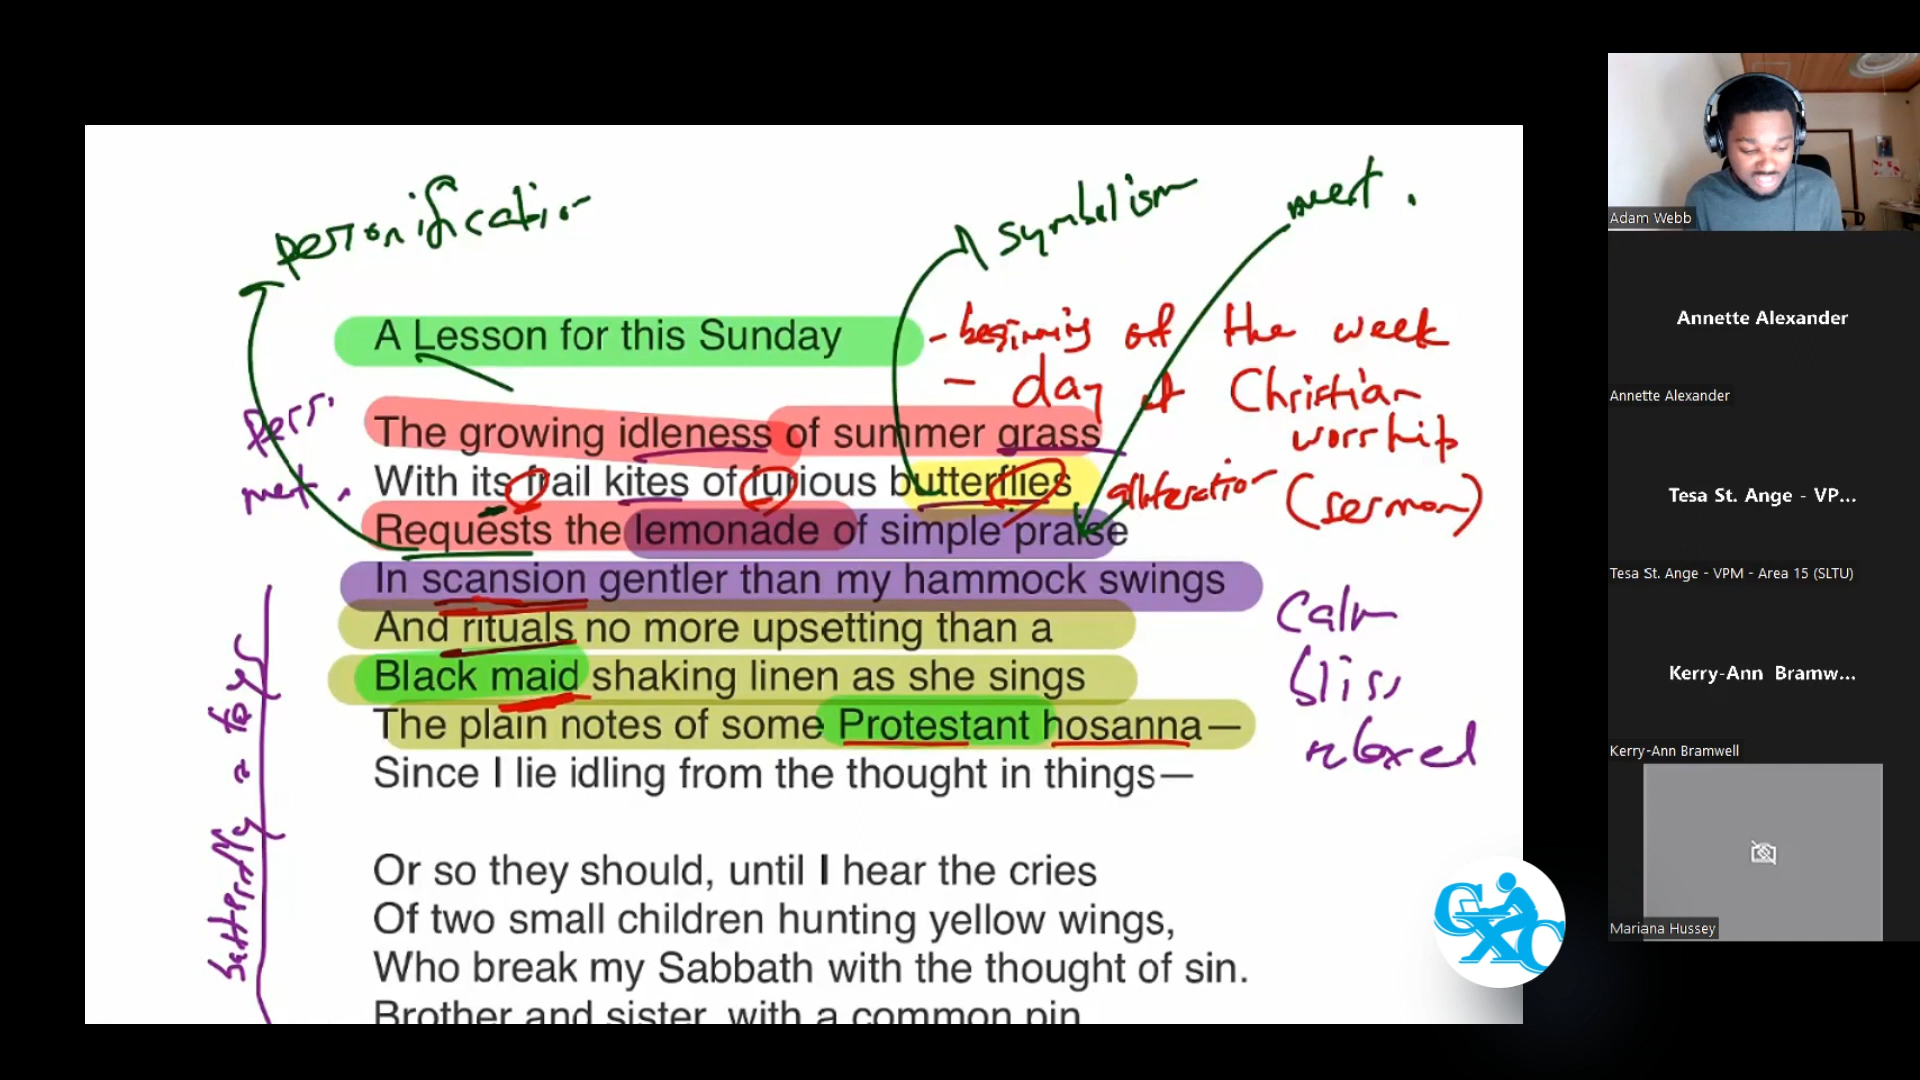 personification
symbolism
met.
A Lesson for this Sunday
- beginning of the week
- day of Christian
worship
(sermon)
pers.
met.
The growing idleness of summer grass
With its frail kites of furious butterflies
alliteration
Requests the lemonade of simple praise
In scansion gentler than my hammock swings
And rituals no more upsetting than a
Black maid shaking linen as she sings
The plain notes of some Protestant hosanna—
Since I lie idling from the thought in things—
calm
bliss
relaxed
butterfly a toy
Or so they should, until I hear the cries
Of two small children hunting yellow wings,
Who break my Sabbath with the thought of sin.
Brother and sister, with a common pin,
CXC
Adam Webb
Annette Alexander
Annette Alexander
Tesa St. Ange - VP...
Tesa St. Ange - VPM - Area 15 (SLTU)
Kerry-Ann Bramw...
Kerry-Ann Bramwell
Mariana Hussey